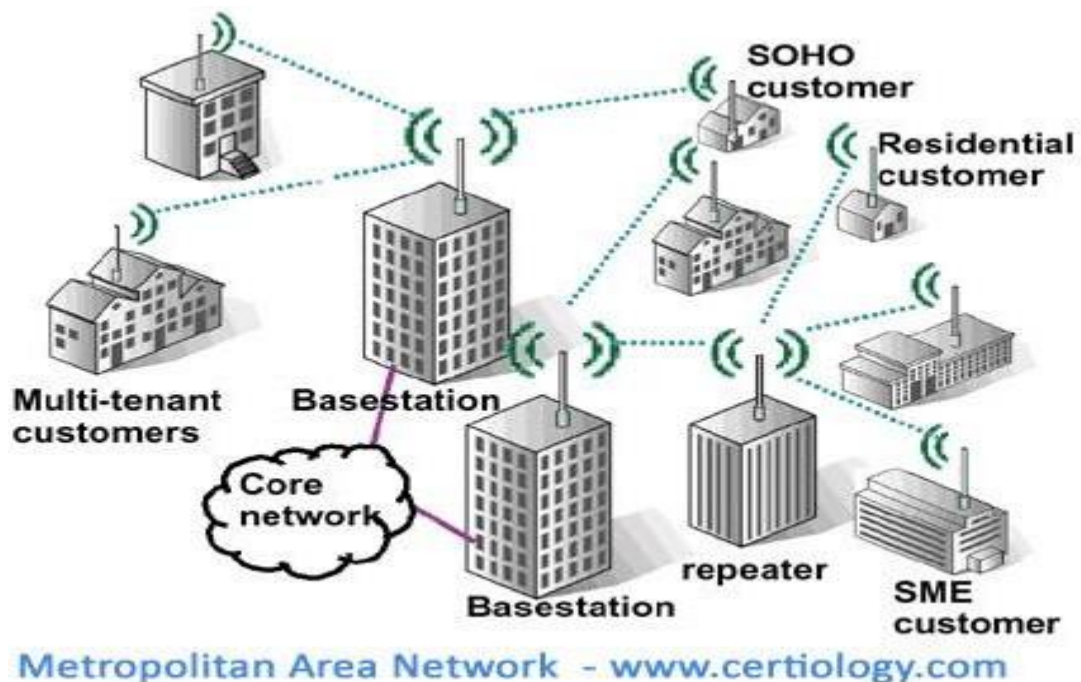 SOHO
customer
Residential
customer
Multi-tenant
customers
Basestation
Core
network
Basestation
repeater
SME
customer
Metropolitan Area Network - www.certiology.com